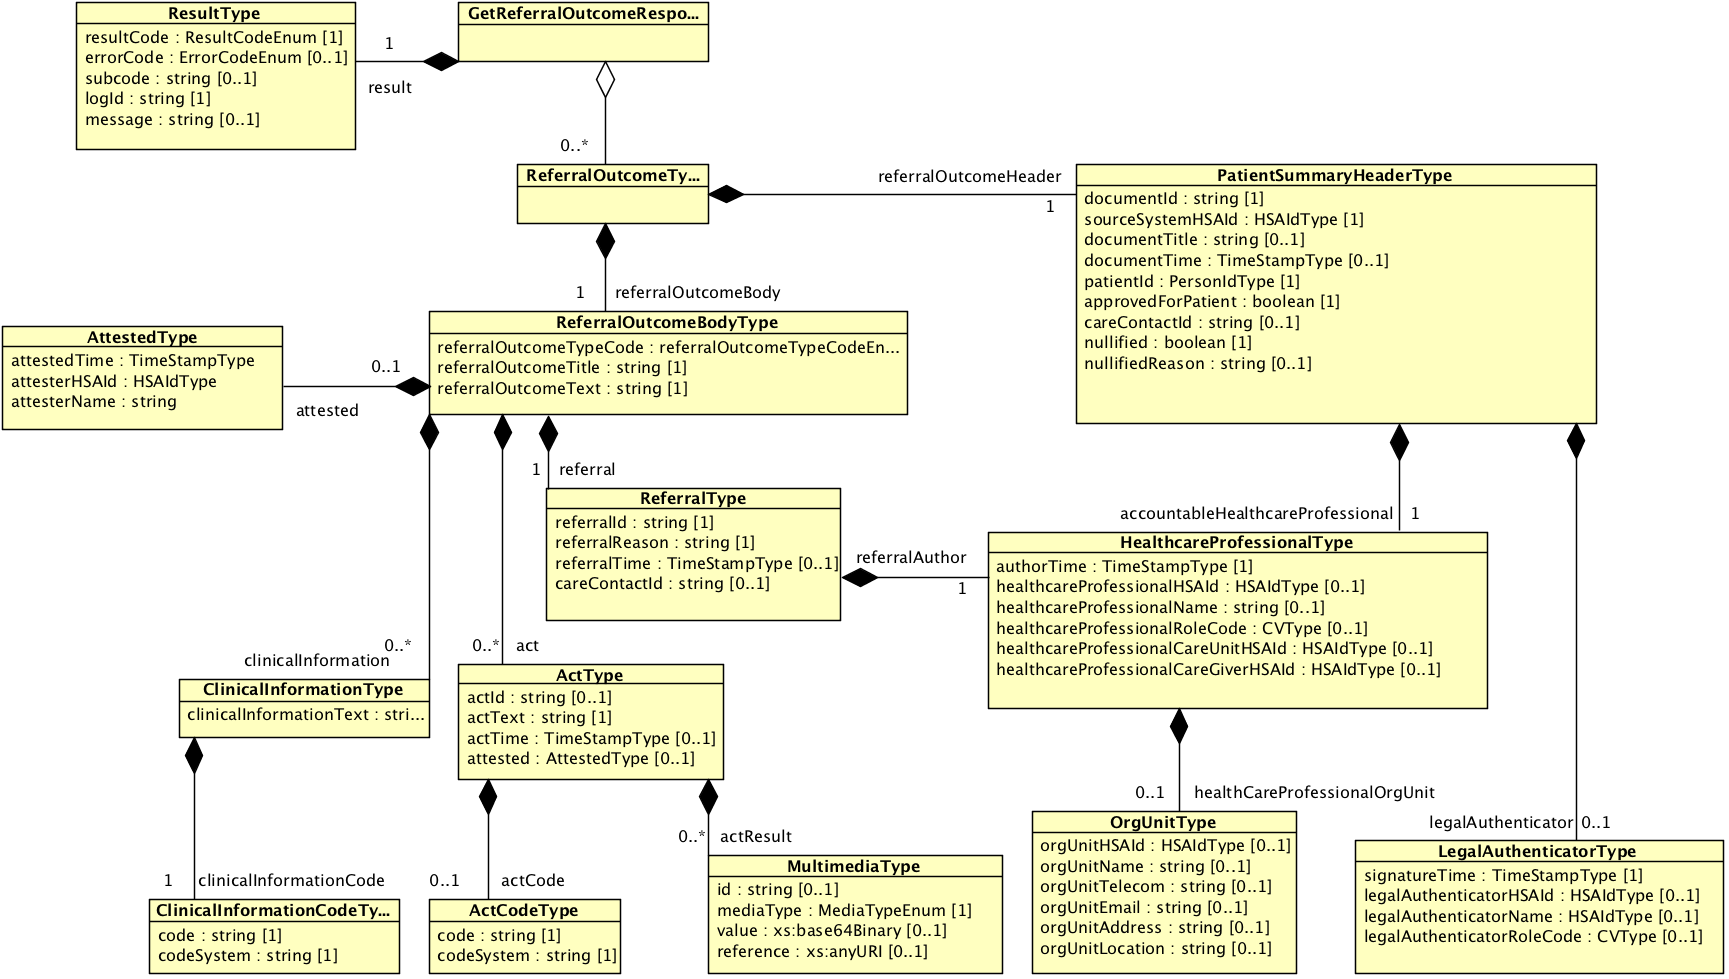 ResultType
resultCode : ResultCodeEnum [1]
errorCode : ErrorCodeEnum [0..1]
subcode : string [0..1]
logId : string [1]
message : string [0..1]
1
result
GetReferralOutcomeRespo...
0..*
ReferralOutcomeTy...
referralOutcomeHeader
1
PatientSummaryHeaderType
documentId : string [1]
sourceSystemHSAId : HSAIdType [1]
documentTitle : string [0..1]
documentTime : TimeStampType [0..1]
patientId : PersonIdType [1]
approvedForPatient : boolean [1]
careContactId : string [0..1]
nullified : boolean [1]
nullifiedReason : string [0..1]
1 referralOutcomeBody
AttestedType
attestedTime : TimeStampType
attesterHSAId : HSAIdType
attesterName : string
0..1
attested
ReferralOutcomeBodyType
referralOutcomeTypeCode : referralOutcomeTypeCodeEn...
referralOutcomeTitle : string [1]
referralOutcomeText : string [1]
1 referral
ReferralType
referralId : string [1]
referralReason : string [1]
referralTime : TimeStampType [0..1]
careContactId : string [0..1]
referralAuthor
1
accountableHealthcareProfessional 1
HealthcareProfessionalType
authorTime : TimeStampType [1]
healthcareProfessionalHSAId : HSAIdType [0..1]
healthcareProfessionalName : string [0..1]
healthcareProfessionalRoleCode : CVType [0..1]
healthcareProfessionalCareUnitHSAId : HSAIdType [0..1]
healthcareProfessionalCareGiverHSAId : HSAIdType [0..1]
0..*
clinicalInformation
0..* act
ClinicalInformationType
clinicalInformationText : stri...
ActType
actId : string [0..1]
actText : string [1]
actTime : TimeStampType [0..1]
attested : AttestedType [0..1]
0..1 healthCareProfessionalOrgUnit
legalAuthenticator 0..1
0..* actResult
1 clinicalInformationCode
0..1 actCode
ClinicalInformationCodeTy...
code : string [1]
codeSystem : string [1]
ActCodeType
code : string [1]
codeSystem : string [1]
MultimediaType
id : string [0..1]
mediaType : MediaTypeEnum [1]
value : xs:base64Binary [0..1]
reference : xs:anyURI [0..1]
OrgUnitType
orgUnitHSAId : HSAIdType [0..1]
orgUnitName : string [0..1]
orgUnitTelecom : string [0..1]
orgUnitEmail : string [0..1]
orgUnitAddress : string [0..1]
orgUnitLocation : string [0..1]
LegalAuthenticatorType
signatureTime : TimeStampType [1]
legalAuthenticatorHSAId : HSAIdType [0..1]
legalAuthenticatorName : HSAIdType [0..1]
legalAuthenticatorRoleCode : CVType [0..1]